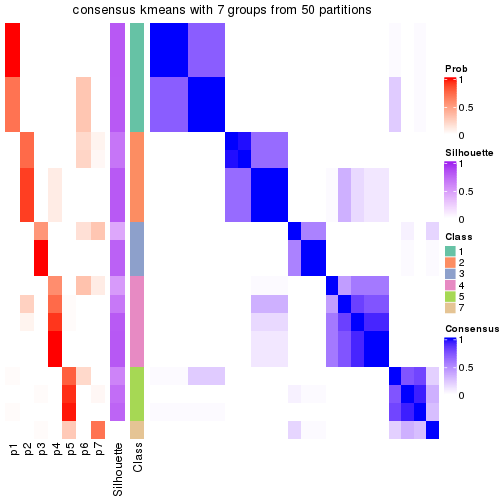 consensus kmeans with 7 groups from 50 partitions
Prob
1
0.5
0
Silhouette
1
0.5
0
Class
1
2
3
4
5
7
Consensus
1
0.5
0
p1
p2
p3
p4
p5
p6
p7
Silhouette
Class